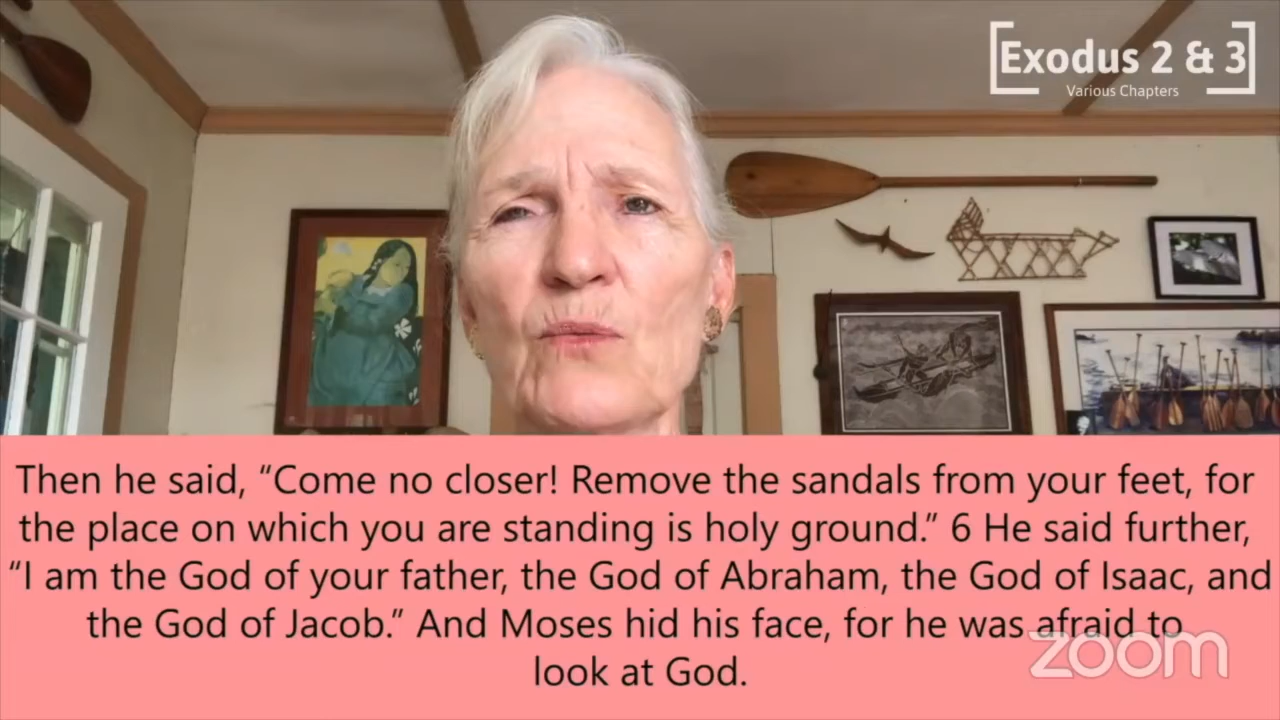 Exodus 2 & 3
Various Chapters
Then he said, “Come no closer! Remove the sandals from your feet, for
the place on which you are standing is holy ground.” 6 He said further,
“I am the God of your father, the God of Abraham, the God of Isaac, and
the God of Jacob.” And Moses hid his face, for he was afraid to
look at God.
zoom